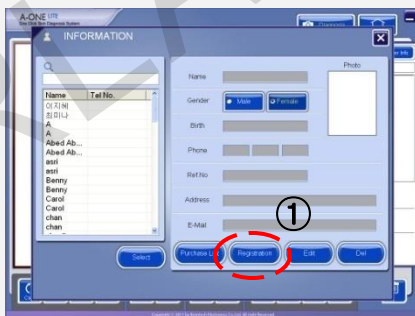 A-ONE LITE
INFORMATION
Photo
Name Tel No.
이지혜
최미나
A
A
Abed Ab...
Abed Ab...
asri
asri
Benny
Benny
Carol
Carol
chan
chan
Name
Gender Male Female
Birth
Phone
Ref.No
Address
E-Mail
①
Select
Purchase List Registration Edit Del